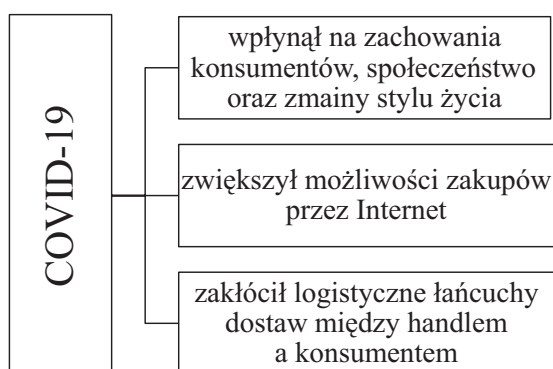 COVID-19
wpłynął na zachowania
konsumentów, społeczeństwo
oraz zmainy stylu życia
zwiększył możliwości zakupów
przez Internet
zakłócił logistyczne łańcuchy
dostaw między handlem
a konsumentem